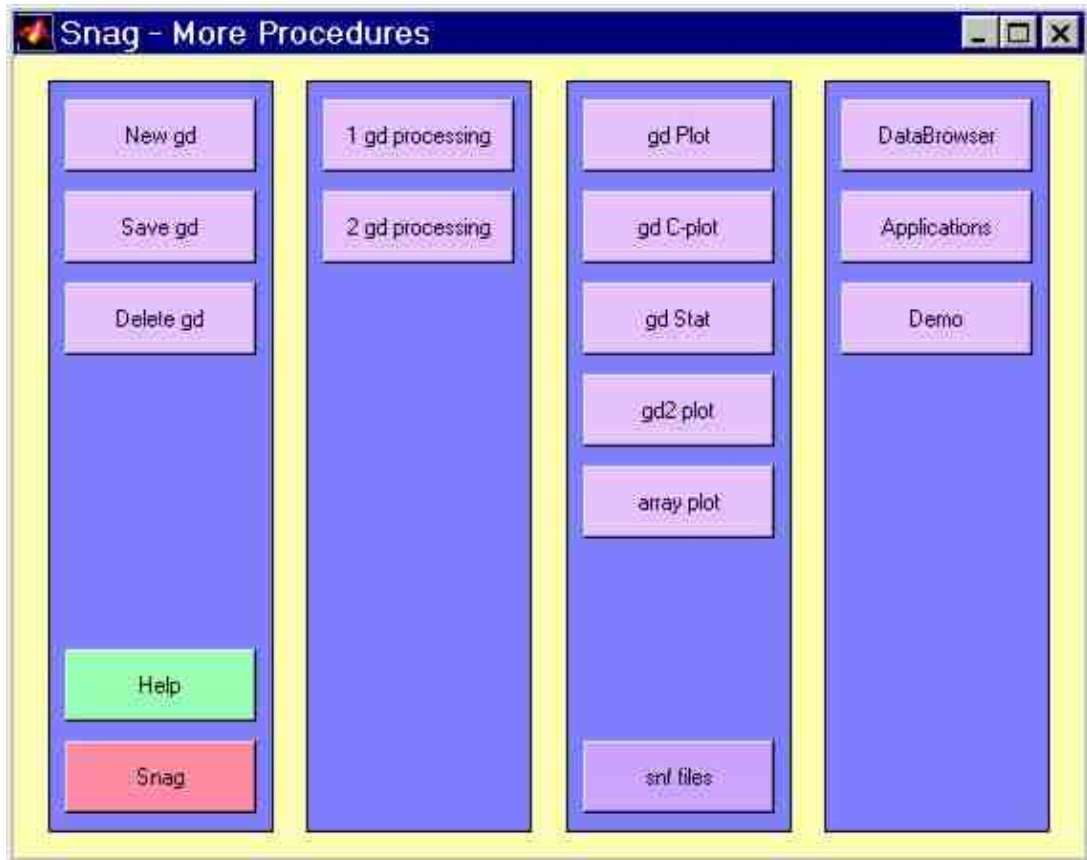 Snag - More Procedures
New gd
Save gd
Delete gd
Help
Snag
1 gd processing
2 gd processing
gd Plot
gd C-plot
gd Stat
gd2 plot
array plot
snf files
DataBrowser
Applications
Demo